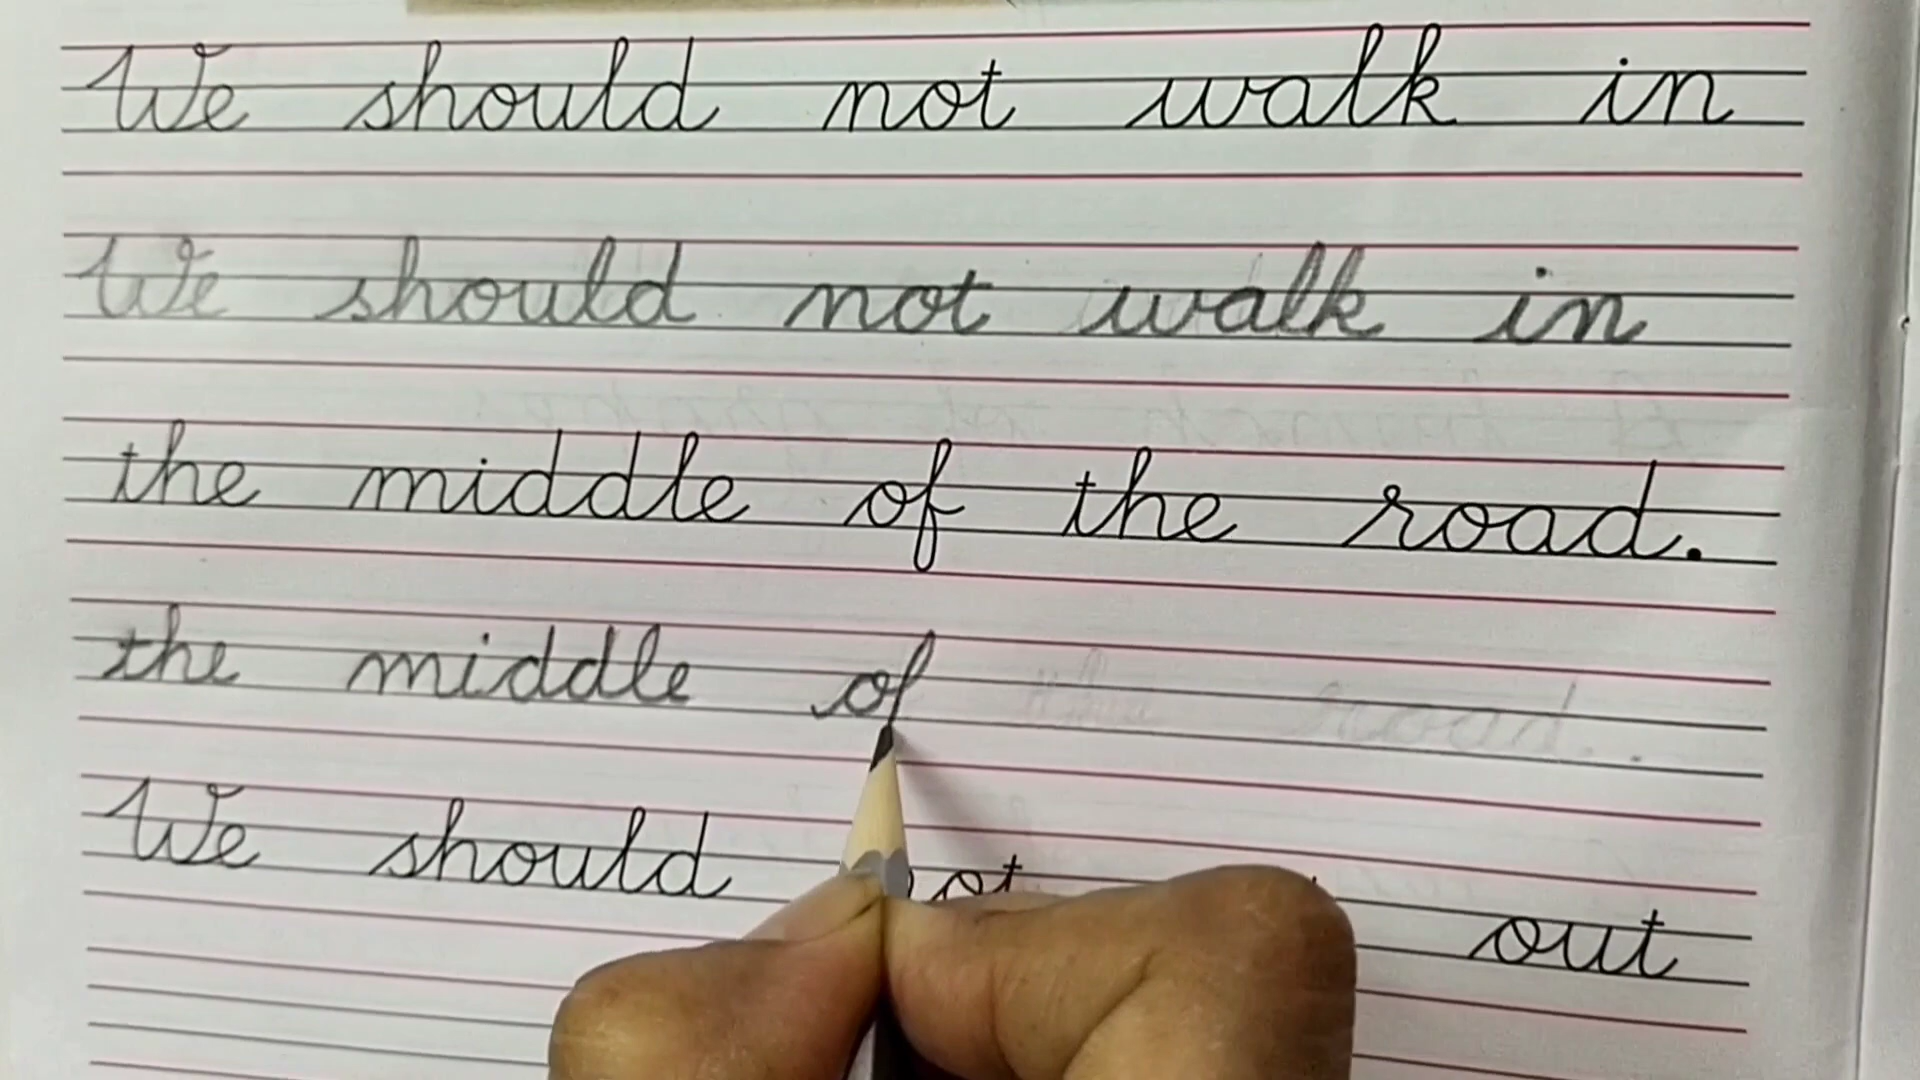 We should not walk in
We should not walk in
the middle of the road.
the middle of the road.
We should not out